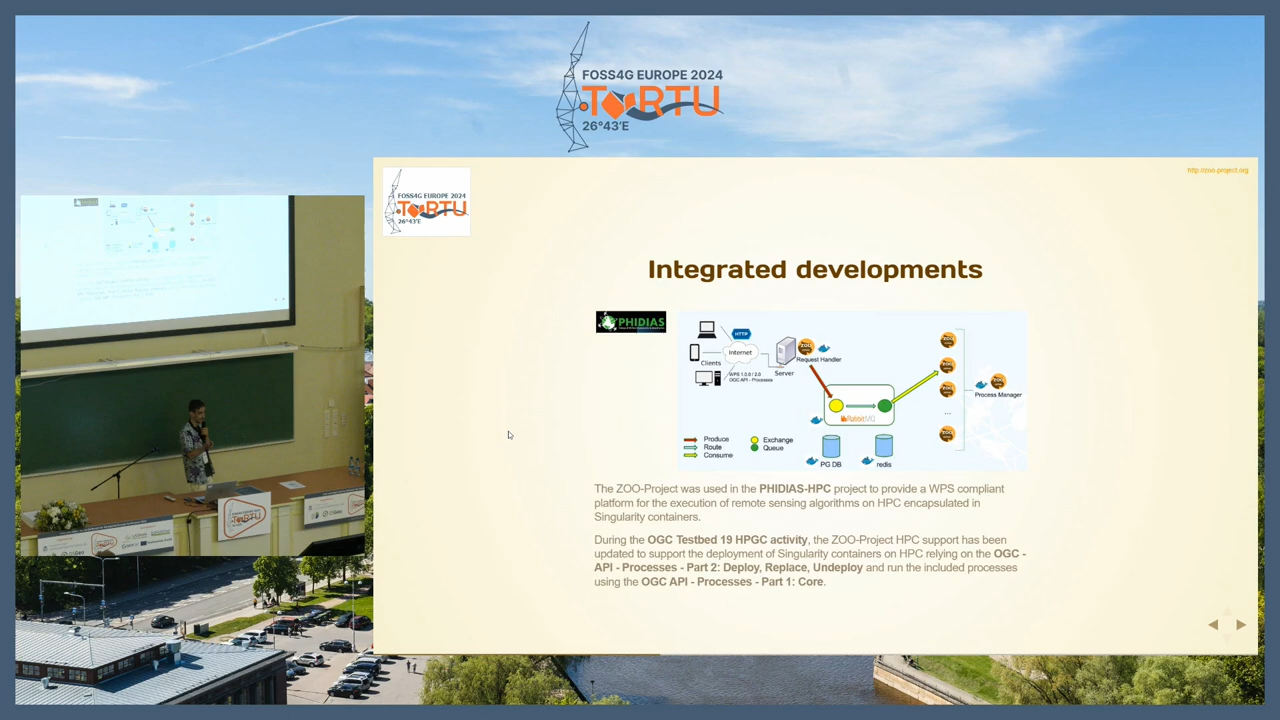 FOSS4G EUROPE 2024
TORTU
26°43'E
http://zoo-project.org
FOSS4G EUROPE 2024
TORTU
26°43'E
Integrated developments
PHIDIAS
HTTP
Clients
Internet
WPS 1.0.0 / 2.0
OGC API - Processes
Server
Request Handler
RabbitMQ
Process Manager
...
Produce
Route
Consume
Exchange
Queue
PG DB
redis
The ZOO-Project was used in the PHIDIAS-HPC project to provide a WPS compliant
platform for the execution of remote sensing algorithms on HPC encapsulated in
Singularity containers.
During the OGC Testbed 19 HPGC activity, the ZOO-Project HPC support has been
updated to support the deployment of Singularity containers on HPC relying on the OGC -
API - Processes - Part 2: Deploy, Replace, Undeploy and run the included processes
using the OGC API - Processes - Part 1: Core.